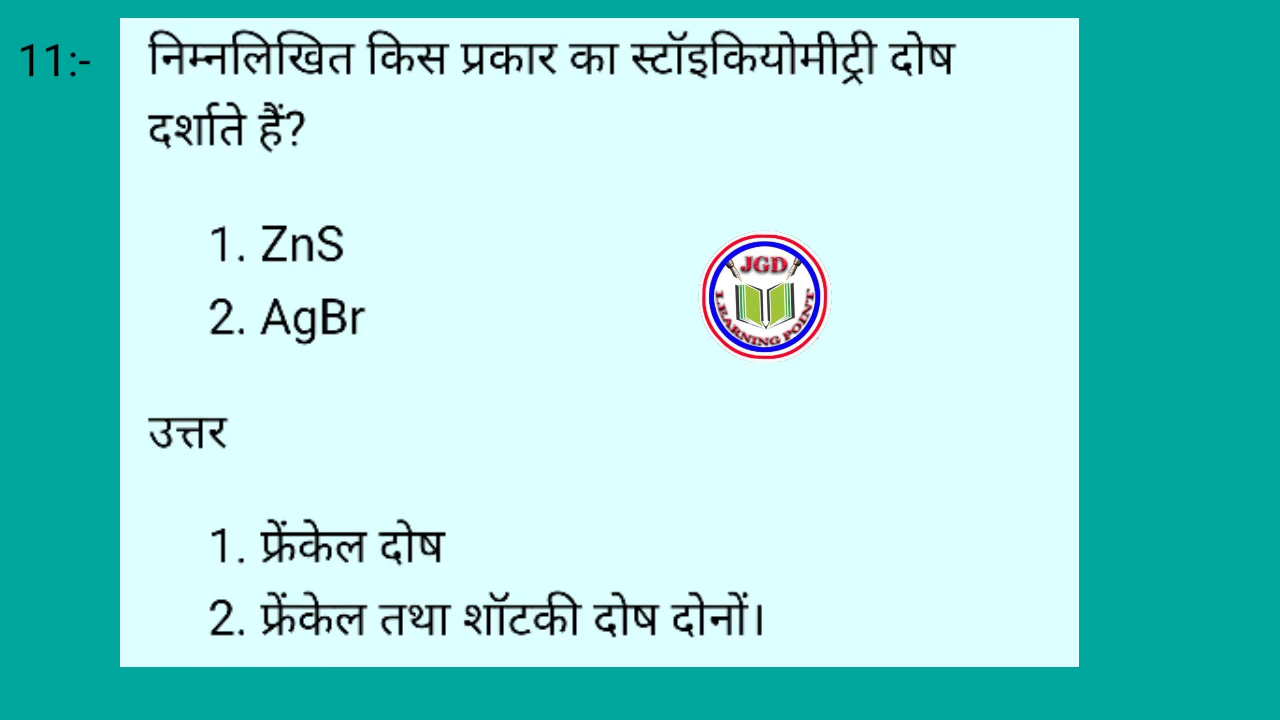 11:- निम्नलिखित किस प्रकार का स्टॉइकियोमीट्री दोष
दर्शाते हैं?
1. ZnS
2. AgBr
JGD
LEARNING POINT
उत्तर
1. फ्रेंकेल दोष
2. फ्रेंकेल तथा शॉटकी दोष दोनों।